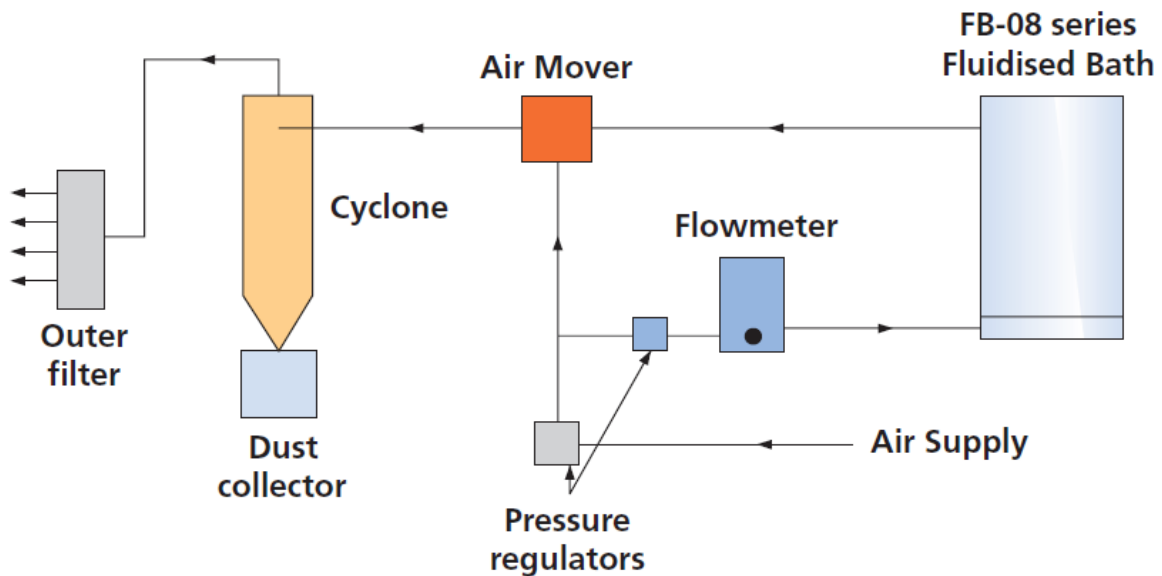 FB-08 series
Fluidised Bath
Air Mover
Cyclone
Flowmeter
Outer
filter
Dust
collector
Air Supply
Pressure
regulators